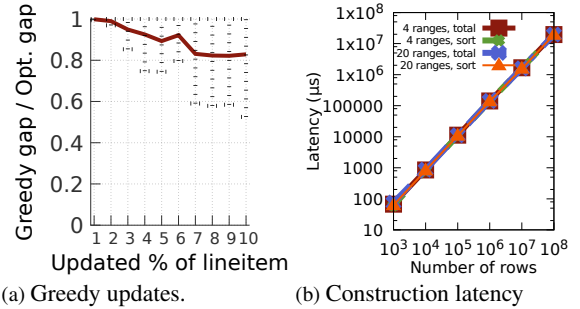 Greedy gap / Opt. gap
1
0.8
0.6
0.4
0.2
0
1 2 3 4 5 6 7 8 9 10
Updated % of lineitem
(a) Greedy updates.
4 ranges, total
4 ranges, sort
20 ranges, total
20 ranges, sort
Latency (µs)
1x10^8
1x10^7
1x10^6
100000
10000
1000
100
10
10^3 10^4 10^5 10^6 10^7 10^8
Number of rows
(b) Construction latency